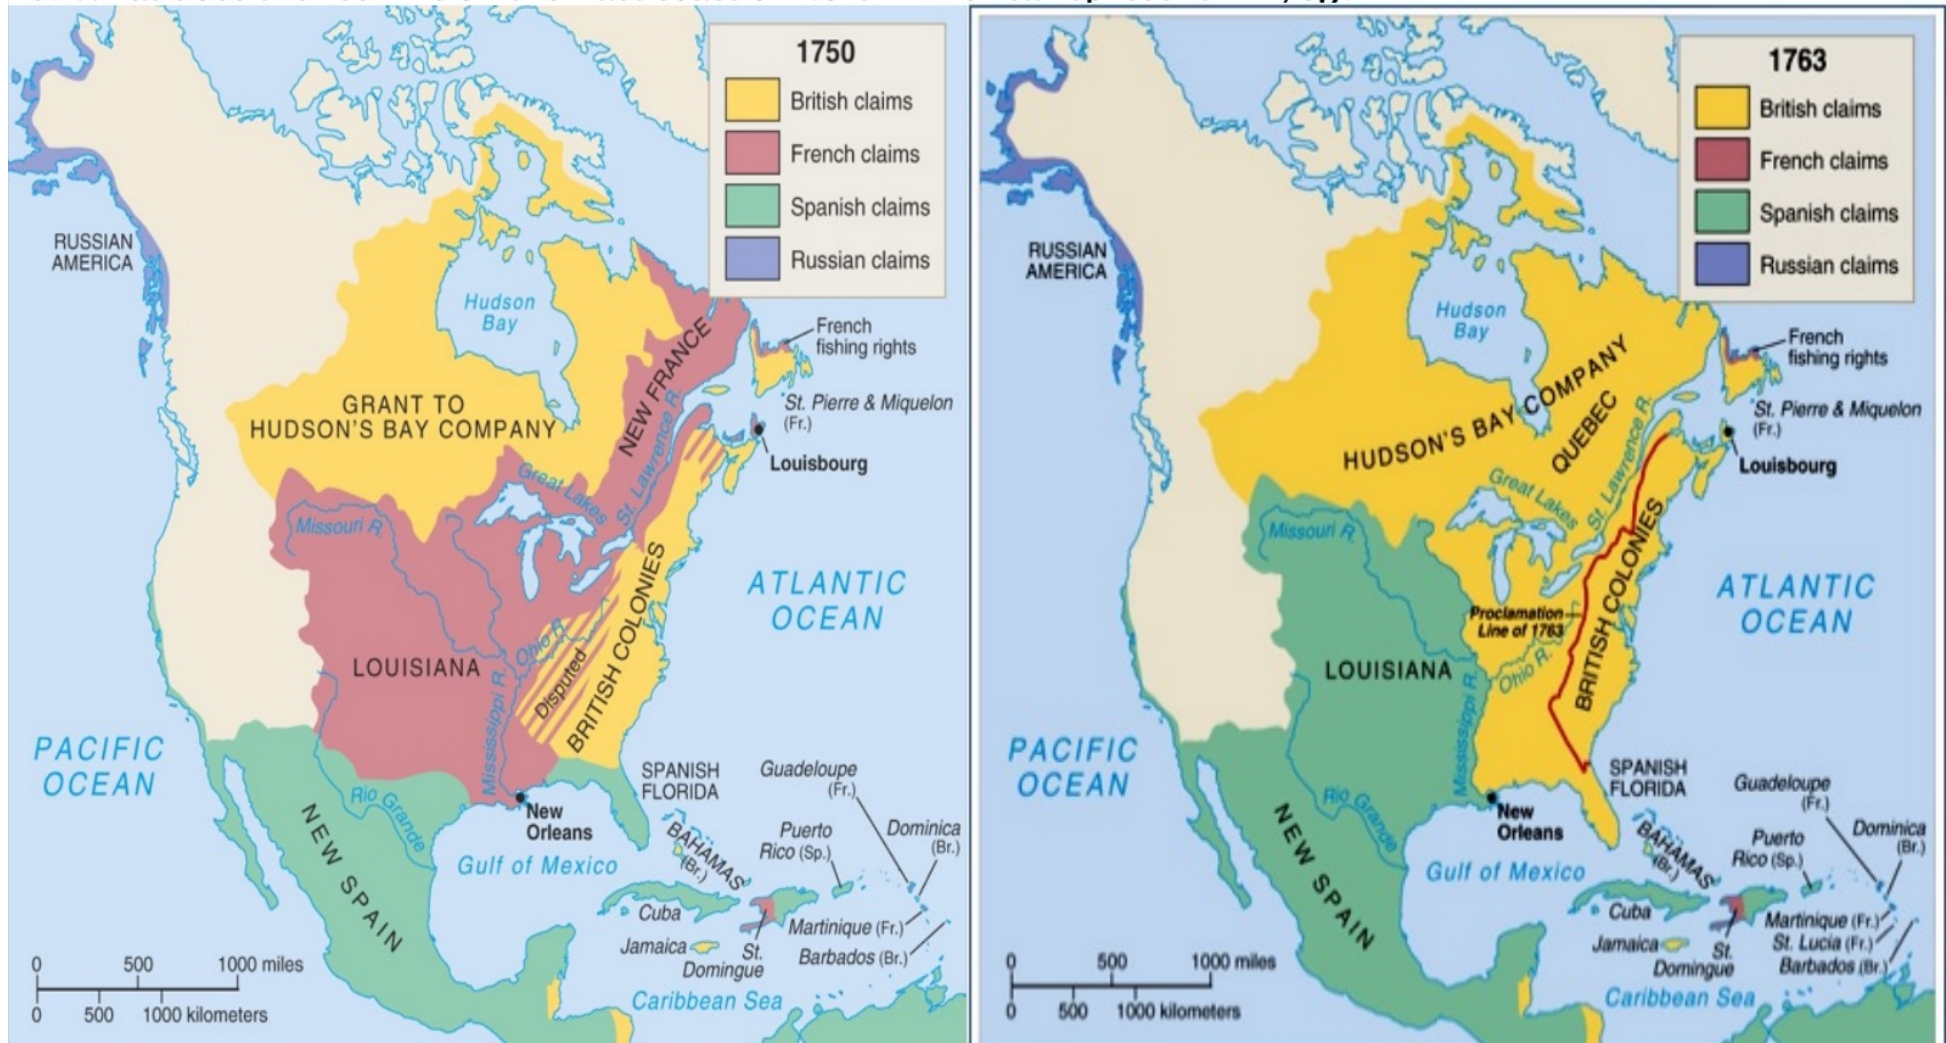 1750
British claims
French claims
Spanish claims
Russian claims
RUSSIAN
AMERICA
Hudson
Bay
French
fishing rights
GRANT TO
HUDSON'S BAY COMPANY
NEW FRANCE
St. Lawrence R.
St. Pierre & Miquelon
(Fr.)
Louisbourg
Great Lakes
Missouri R.
ATLANTIC
OCEAN
Ohio R.
LOUISIANA
Disputed
BRITISH COLONIES
Mississippi R.
PACIFIC
OCEAN
SPANISH
FLORIDA
Guadeloupe
(Fr.)
Rio Grande
New
Orleans
NEW SPAIN
Gulf of Mexico
BAHAMAS
(Br.)
Puerto
Rico (Sp.)
Dominica
(Br.)
Cuba
Jamaica
St.
Domingue
Martinique (Fr.)
Barbados (Br.)
Caribbean Sea
0 500 1000 miles
0 500 1000 kilometers
1763
British claims
French claims
Spanish claims
Russian claims
RUSSIAN
AMERICA
Hudson
Bay
French
fishing rights
HUDSON'S BAY COMPANY
QUEBEC
St. Lawrence R.
St. Pierre & Miquelon
(Fr.)
Louisbourg
Great Lakes
Missouri R.
ATLANTIC
OCEAN
Proclamation
Line of 1763
Ohio R.
BRITISH COLONIES
LOUISIANA
Mississippi R.
PACIFIC
OCEAN
SPANISH
FLORIDA
Guadeloupe
(Fr.)
Rio Grande
New
Orleans
NEW SPAIN
Gulf of Mexico
BAHAMAS
(Br.)
Puerto
Rico (Sp.)
Dominica
(Br.)
Cuba
Jamaica
St.
Domingue
Martinique (Fr.)
St. Lucia (Fr.)
Barbados (Br.)
Caribbean Sea
0 500 1000 miles
0 500 1000 kilometers